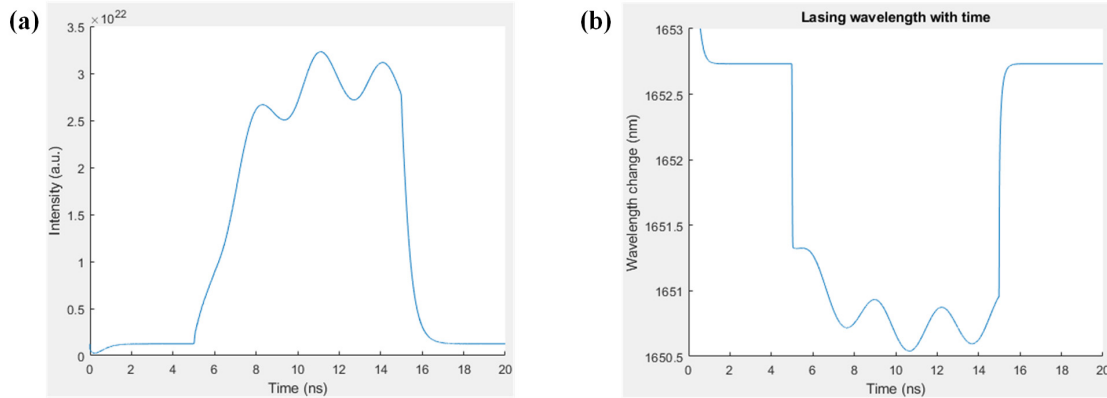 (a)
×10^22
3.5
3
2.5
2
1.5
1
0.5
0
Intensity (a.u.)
0 2 4 6 8 10 12 14 16 18 20
Time (ns)
(b)
Lasing wavelength with time
1653
1652.5
1652
1651.5
1651
1650.5
Wavelength change (nm)
0 2 4 6 8 10 12 14 16 18 20
Time (ns)